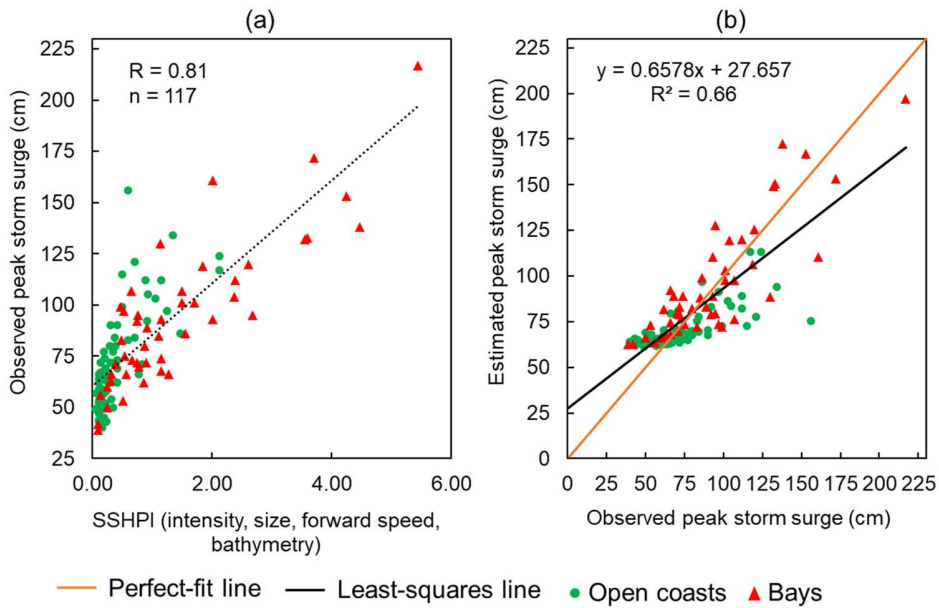 (a)
R = 0.81
n = 117
Observed peak storm surge (cm)
225
200
175
150
125
100
75
50
25
0.00 2.00 4.00 6.00
SSHPI (intensity, size, forward speed,
bathymetry)
(b)
y = 0.6578x + 27.657
R² = 0.66
Estimated peak storm surge (cm)
225
200
175
150
125
100
75
50
25
0
0 25 50 75 100 125 150 175 200 225
Observed peak storm surge (cm)
Perfect-fit line Least-squares line Open coasts Bays